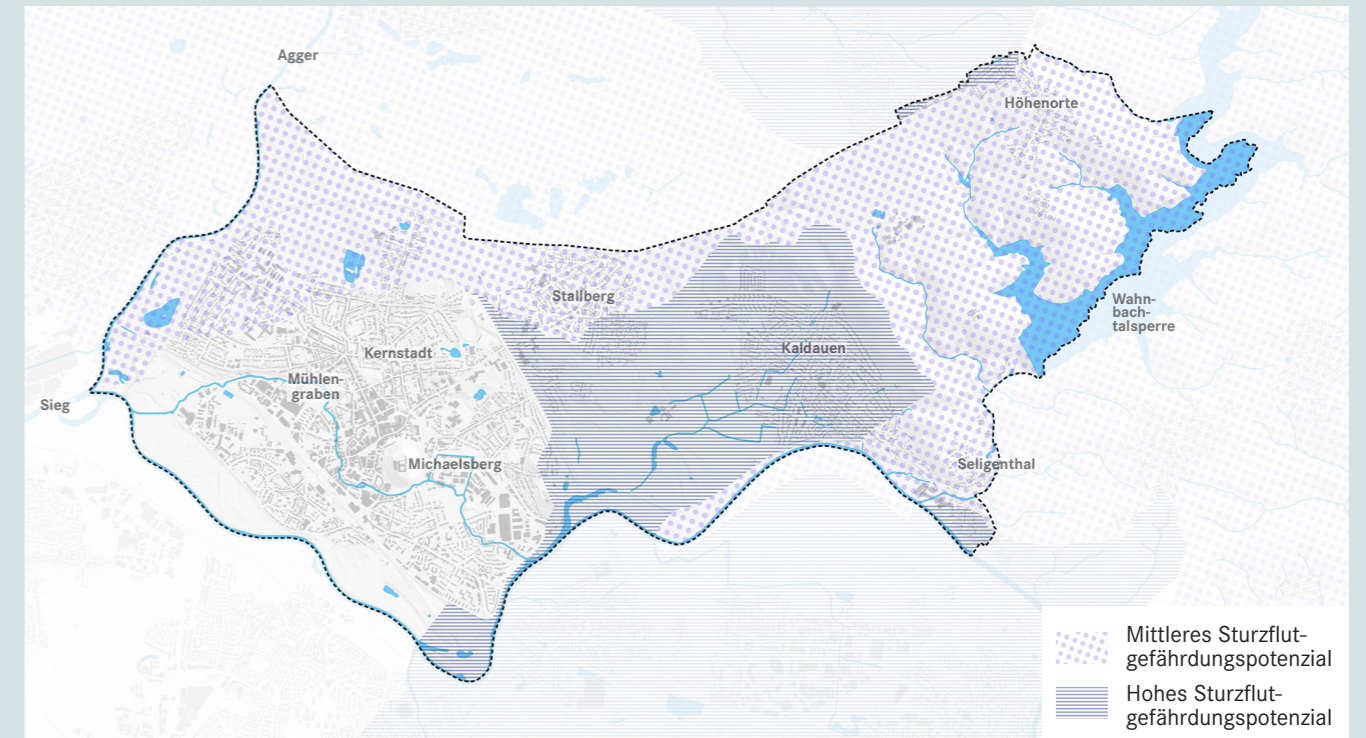 Agger
Höhenorte
Stallberg
Wahn-
bach-
talsperre
Kernstadt
Kaldauen
Mühlen-
graben
Sieg
Michaelsberg
Seligenthal
Mittleres Sturzflut-
gefährdungspotenzial
Hohes Sturzflut-
gefährdungspotenzial